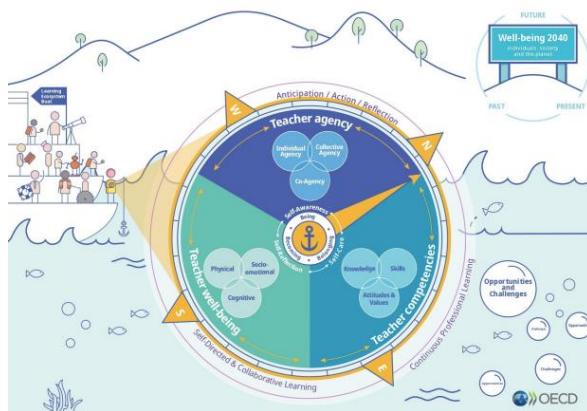 FUTURE
Well-being 2040
Individuals, society
and the planet
PAST
PRESENT
Learning
Ecosystem
Boat
Anticipation / Action / Reflection
W
N
Teacher agency
Individual
Agency
Collective
Agency
Co-Agency
Self-Awareness
Being
Becoming
Belonging
Self-Reflection
Self-Care
Teacher well-being
Physical
Socio-
emotional
Cognitive
Teacher competencies
Knowledge
Skills
Attitudes &
Values
S
E
Self-Directed & Collaborative Learning
Continuous Professional Learning
Opportunities
and
Challenges
Challenges
Opportunities
OECD